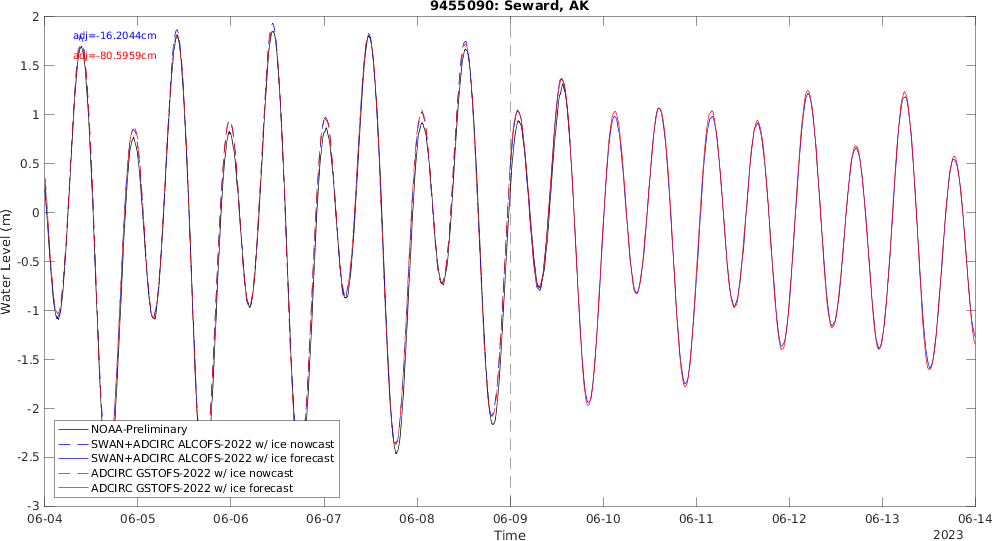 9455090: Seward, AK
adj=-16.2044cm
adj=-80.5959cm
2
1.5
1
0.5
0
-0.5
-1
-1.5
-2
-2.5
-3
Water Level (m)
NOAA-Preliminary
SWAN+ADCIRC ALCOFS-2022 w/ ice nowcast
SWAN+ADCIRC ALCOFS-2022 w/ ice forecast
ADCIRC GSTOFS-2022 w/ ice nowcast
ADCIRC GSTOFS-2022 w/ ice forecast
06-04 06-05 06-06 06-07 06-08 06-09 06-10 06-11 06-12 06-13 06-14
Time
2023